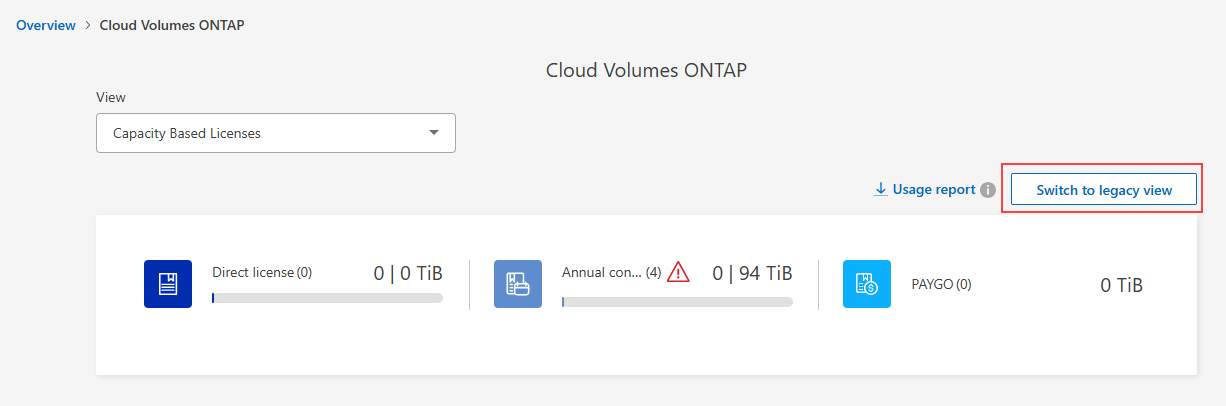 Overview > Cloud Volumes ONTAP
Cloud Volumes ONTAP
View
Capacity Based Licenses
Usage report
Switch to legacy view
Direct license (0) 0 | 0 TiB
Annual con... (4) 0 | 94 TiB
PAYGO (0) 0 TiB